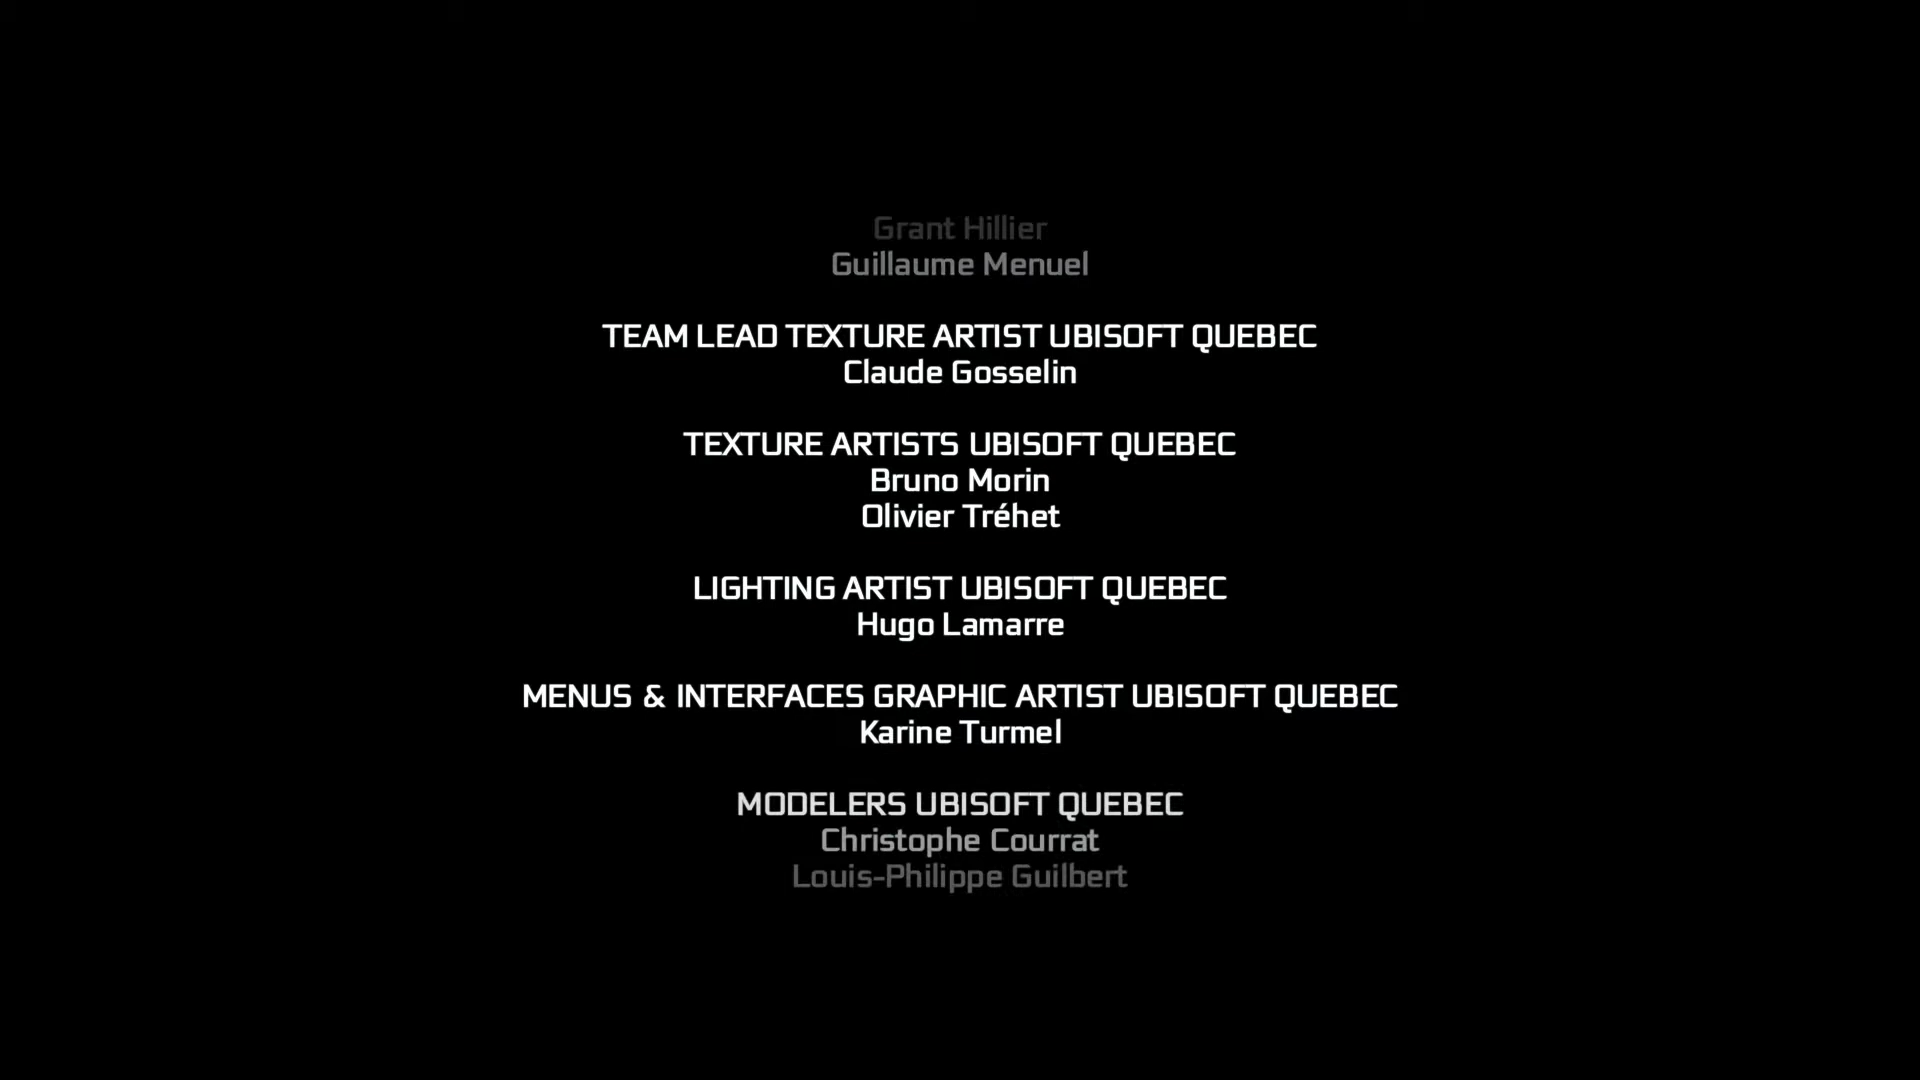 Grant Hillier
Guillaume Menuel
TEAM LEAD TEXTURE ARTIST UBISOFT QUEBEC
Claude Gosselin
TEXTURE ARTISTS UBISOFT QUEBEC
Bruno Morin
Olivier Tréhet
LIGHTING ARTIST UBISOFT QUEBEC
Hugo Lamarre
MENUS & INTERFACES GRAPHIC ARTIST UBISOFT QUEBEC
Karine Turmel
MODELERS UBISOFT QUEBEC
Christophe Courrat
Louis-Philippe Guilbert